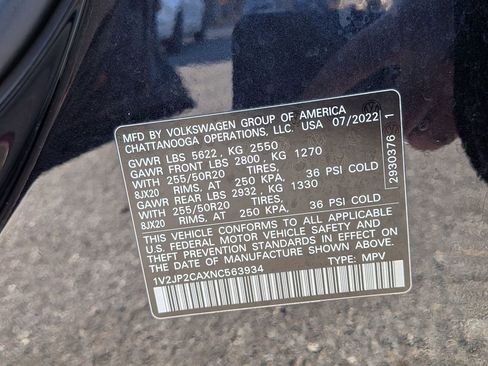 MFD. BY VOLKSWAGEN GROUP OF AMERICA
CHATTANOOGA OPERATIONS, LLC. USA 07/2022
GVWR LBS 5622 , KG 2550
GAWR FRONT LBS 2800 , KG 1270
WITH 255/50R20 TIRES,
8JX20 RIMS. AT 250 KPA, 36 PSI COLD
GAWR REAR LBS 2932 , KG 1330
WITH 255/50R20 TIRES,
8JX20 RIMS. AT 250 KPA, 36 PSI COLD
THIS VEHICLE CONFORMS TO ALL APPLICABLE
U.S. FEDERAL MOTOR VEHICLE SAFETY AND
THEFT PREVENTION STANDARDS IN EFFECT ON
THE DATE OF MANUFACTURE SHOWN ABOVE.
1V2JP2CAXNC563934 TYPE: MPV
2990376 1